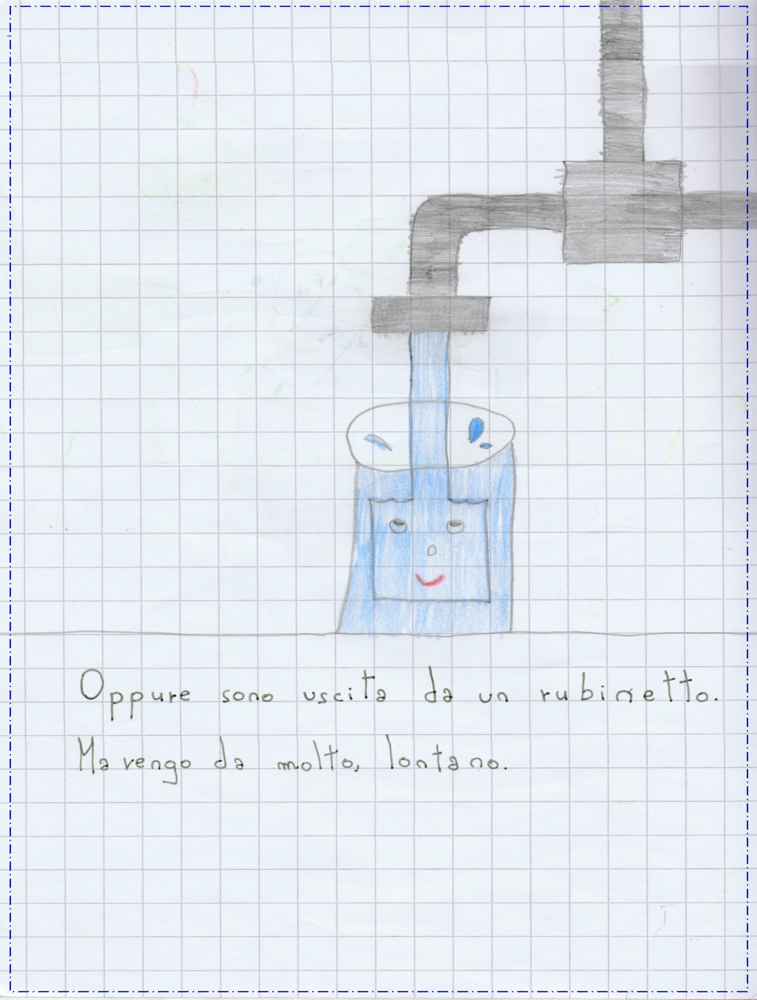 Oppure sono uscita da un rubinetto.
Ma vengo da molto, lontano.